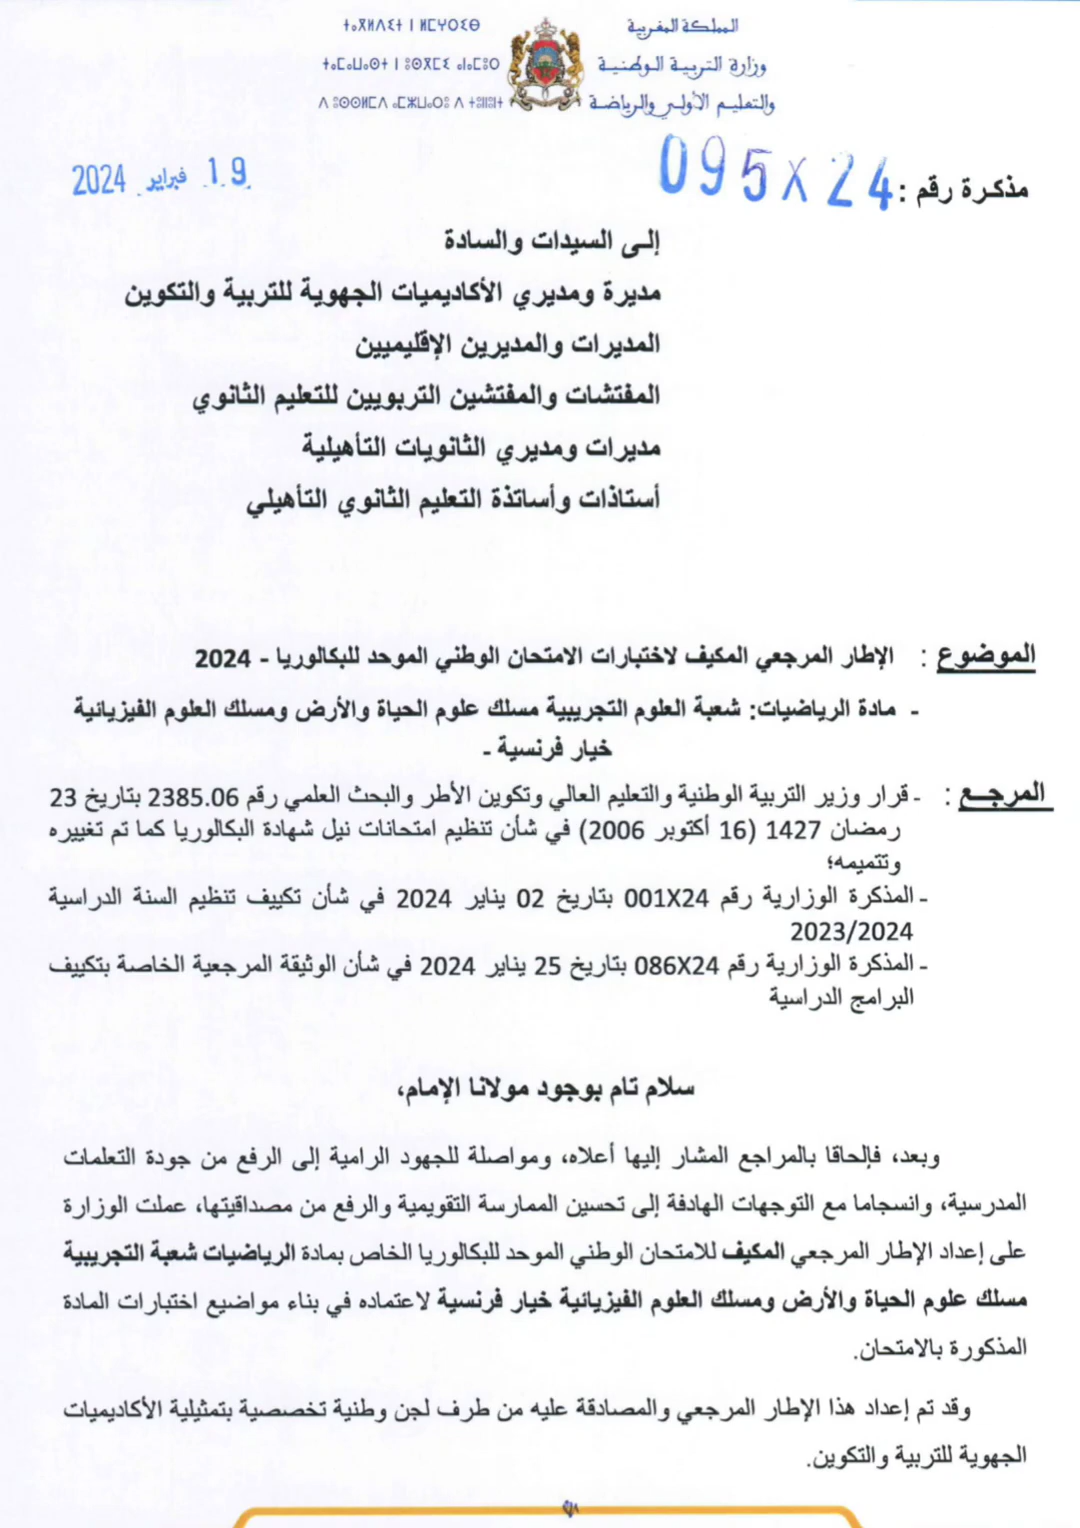 المملكة المغربية
ⵜⴰⴳⵍⴷⵉⵜ ⵏ ⵍⵎⵖⵔⵉⴱ
وزارة التربية الوطنية
ⵜⴰⵎⴰⵡⴰⵙⵜ ⵏ ⵓⵙⴳⵎⵉ ⴰⵏⴰⵎⵓⵔ
والتعليم الأولي والرياضة
مذكرة رقم : 095X24
19 فبراير 2024
إلى السيدات والسادة
مديرة ومديري الأكاديميات الجهوية للتربية والتكوين
المديرات والمديرين الإقليميين
المفتشات والمفتشين التربويين للتعليم الثانوي
مديرات ومديري الثانويات التأهيلية
أستاذات وأساتذة التعليم الثانوي التأهيلي
الموضوع : الإطار المرجعي المكيف لاختبارات الامتحان الوطني الموحد للبكالوريا - 2024
- مادة الرياضيات: شعبة العلوم التجريبية مسلك علوم الحياة والأرض ومسلك العلوم الفيزيائية
خيار فرنسية -
المرجع : - قرار وزير التربية الوطنية والتعليم العالي وتكوين الأطر والبحث العلمي رقم 2385.06 بتاريخ 23
رمضان 1427 (16 أكتوبر 2006) في شأن تنظيم امتحانات نيل شهادة البكالوريا كما تم تغييره
وتتميمه؛
- المذكرة الوزارية رقم 001X24 بتاريخ 02 يناير 2024 في شأن تكييف تنظيم السنة الدراسية
2023/2024
- المذكرة الوزارية رقم 086X24 بتاريخ 25 يناير 2024 في شأن الوثيقة المرجعية الخاصة بتكييف
البرامج الدراسية
سلام تام بوجود مولانا الإمام،
وبعد، فإلحاقا بالمراجع المشار إليها أعلاه، ومواصلة للجهود الرامية إلى الرفع من جودة التعلمات
المدرسية، وانسجاما مع التوجهات الهادفة إلى تحسين الممارسة التقويمية والرفع من مصداقيتها، عملت الوزارة
على إعداد الإطار المرجعي المكيف للامتحان الوطني الموحد للبكالوريا الخاص بمادة الرياضيات شعبة التجريبية
مسلك علوم الحياة والأرض ومسلك العلوم الفيزيائية خيار فرنسية لاعتماده في بناء مواضيع اختبارات المادة
المذكورة بالامتحان.
وقد تم إعداد هذا الإطار المرجعي والمصادقة عليه من طرف لجن وطنية تخصصية بتمثيلية الأكاديميات
الجهوية للتربية والتكوين.